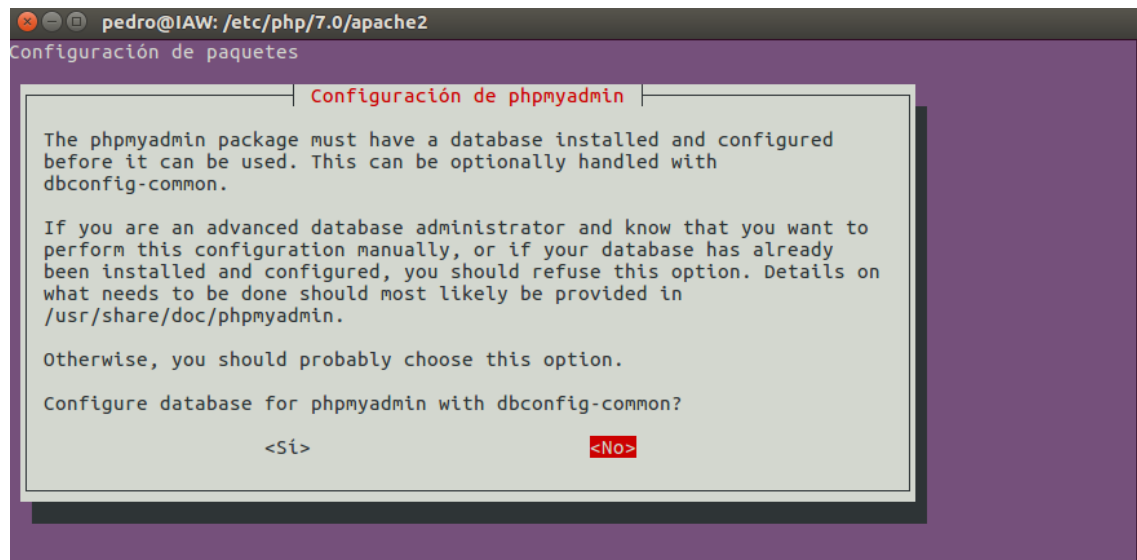 pedro@IAW: /etc/php/7.0/apache2
Configuración de paquetes
Configuración de phpmyadmin
The phpmyadmin package must have a database installed and configured
before it can be used. This can be optionally handled with
dbconfig-common.
If you are an advanced database administrator and know that you want to
perform this configuration manually, or if your database has already
been installed and configured, you should refuse this option. Details on
what needs to be done should most likely be provided in
/usr/share/doc/phpmyadmin.
Otherwise, you should probably choose this option.
Configure database for phpmyadmin with dbconfig-common?
<Sí> <No>